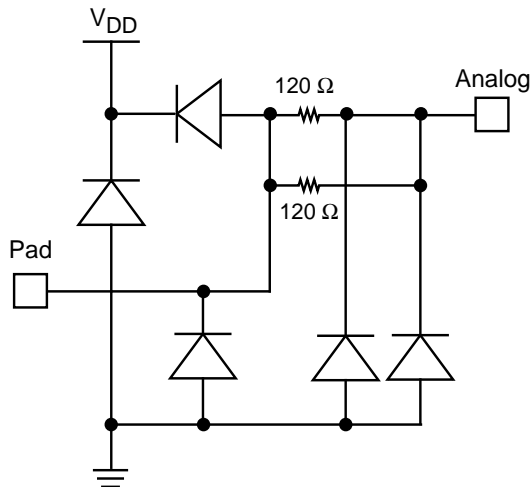 VDD
120 Ω
Analog
120 Ω
Pad